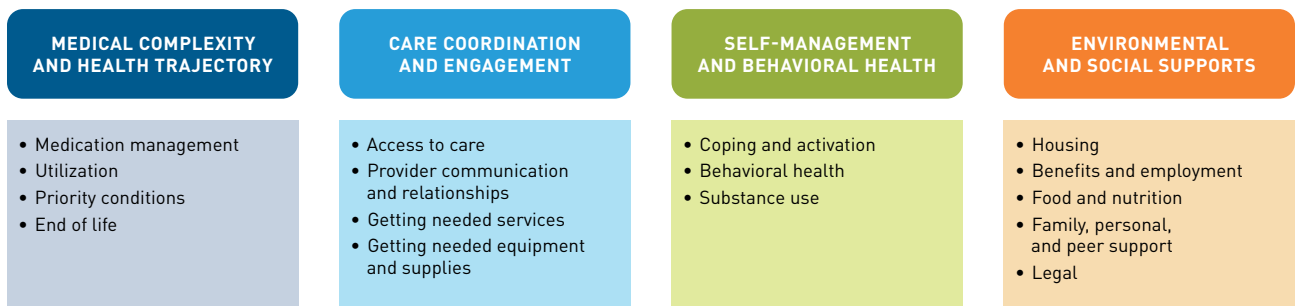 MEDICAL COMPLEXITY
AND HEALTH TRAJECTORY
• Medication management
• Utilization
• Priority conditions
• End of life
CARE COORDINATION
AND ENGAGEMENT
• Access to care
• Provider communication
and relationships
• Getting needed services
• Getting needed equipment
and supplies
SELF-MANAGEMENT
AND BEHAVIORAL HEALTH
• Coping and activation
• Behavioral health
• Substance use
ENVIRONMENTAL
AND SOCIAL SUPPORTS
• Housing
• Benefits and employment
• Food and nutrition
• Family, personal,
and peer support
• Legal